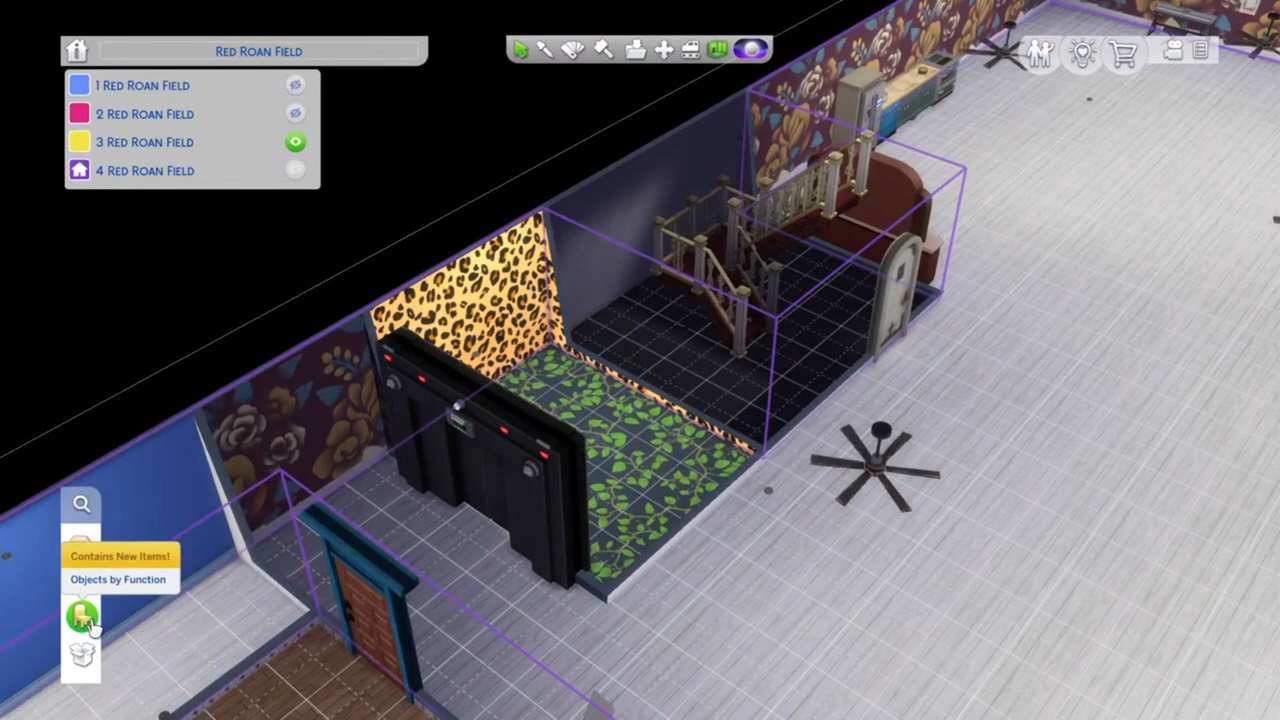 RED ROAN FIELD
1 RED ROAN FIELD
2 RED ROAN FIELD
3 RED ROAN FIELD
4 RED ROAN FIELD
Contains New Items!
Objects by Function